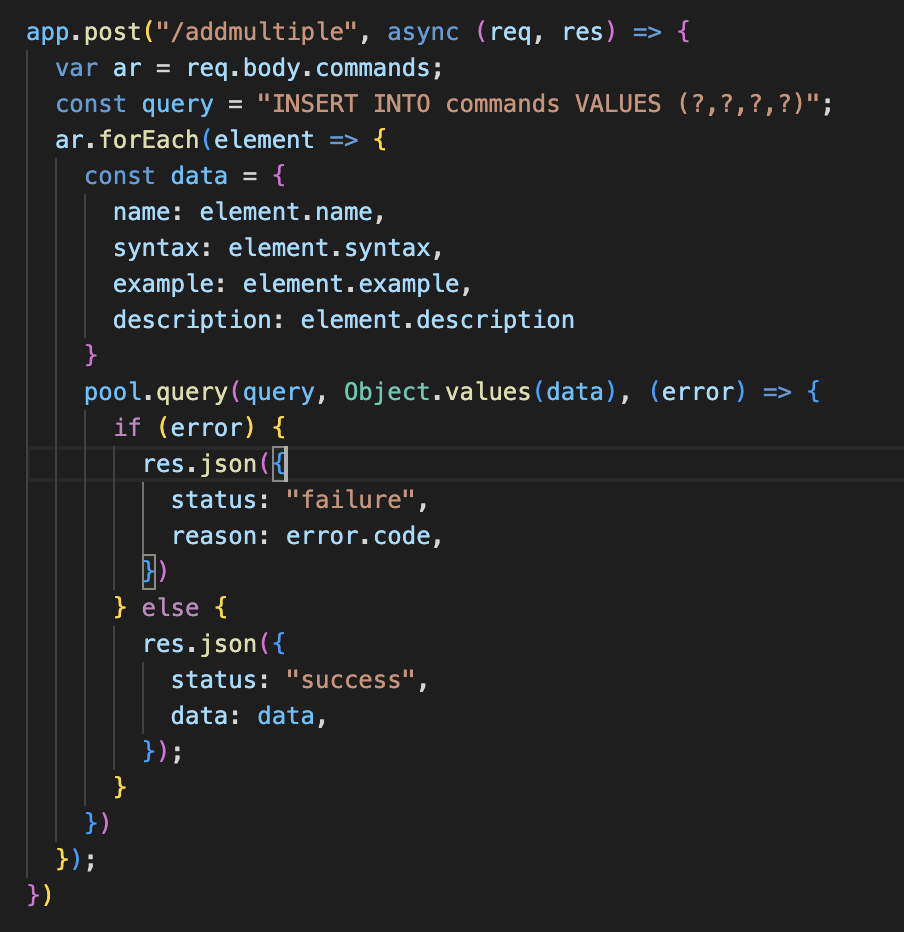 app.post("/addmultiple", async (req, res) => {
  var ar = req.body.commands;
  const query = "INSERT INTO commands VALUES (?,?,?,?)";
  ar.forEach(element => {
    const data = {
      name: element.name,
      syntax: element.syntax,
      example: element.example,
      description: element.description
    }
    pool.query(query, Object.values(data), (error) => {
      if (error) {
        res.json({
          status: "failure",
          reason: error.code,
        })
      } else {
        res.json({
          status: "success",
          data: data,
        });
      }
    })
  });
})